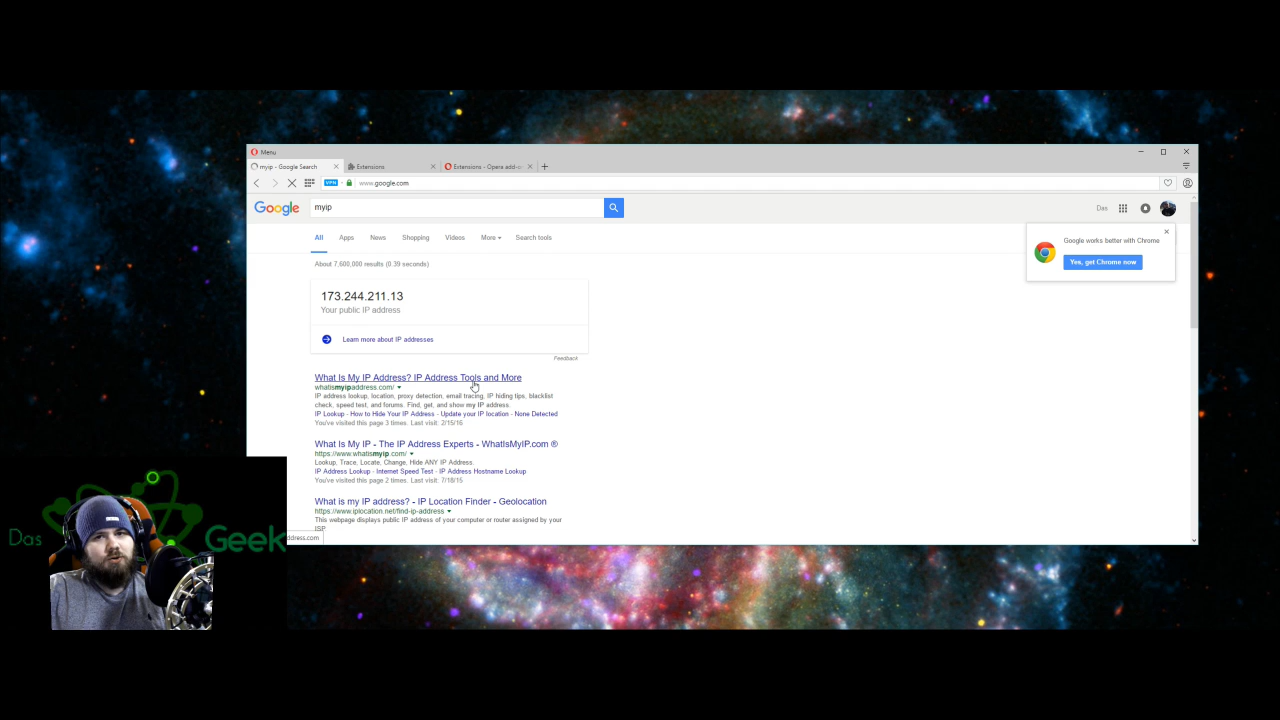 Menu
myip - Google Search
Extensions
Extensions - Opera add-o
VPN
www.google.com
Google
myip
Das
All
Apps
News
Shopping
Videos
More
Search tools
Google works better with Chrome
Yes, get Chrome now
About 7,600,000 results (0.39 seconds)
173.244.211.13
Your public IP address
Learn more about IP addresses
Feedback
What Is My IP Address? IP Address Tools and More
whatismyipaddress.com/
IP address lookup, location, proxy detection, email tracing, IP hiding tips, blacklist
check, speed test, and forums. Find, get, and show my IP address.
IP Lookup - How to Hide Your IP Address - Update your IP location - None Detected
You've visited this page 3 times. Last visit: 2/15/16
What Is My IP - The IP Address Experts - WhatIsMyIP.com ®
https://www.whatismyip.com/
Lookup, Trace, Locate, Change, Hide ANY IP Address.
IP Address Lookup - Internet Speed Test - IP Address Hostname Lookup
You've visited this page 2 times. Last visit: 7/18/15
What is my IP address? - IP Location Finder - Geolocation
https://www.iplocation.net/find-ip-address
This webpage displays public IP address of your computer or router assigned by your
ISP
ddress.com
Das Geek